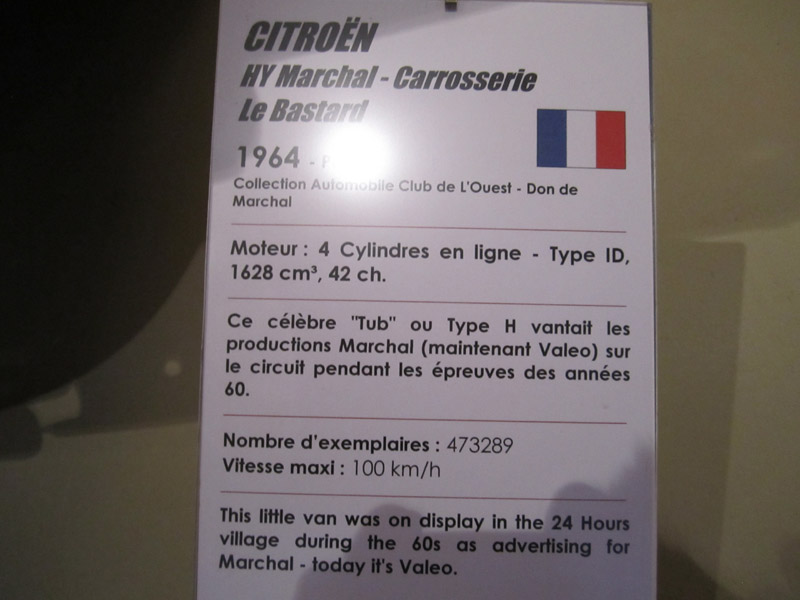 CITROËN
HY Marchal - Carrosserie
Le Bastard
1964 -
Collection Automobile Club de L'Ouest - Don de
Marchal
Moteur : 4 Cylindres en ligne - Type ID,
1628 cm³, 42 ch.
Ce célèbre "Tub" ou Type H vantait les
productions Marchal (maintenant Valeo) sur
le circuit pendant les épreuves des années
60.
Nombre d'exemplaires : 473289
Vitesse maxi : 100 km/h
This little van was on display in the 24 Hours
village during the 60s as advertising for
Marchal - today it's Valeo.